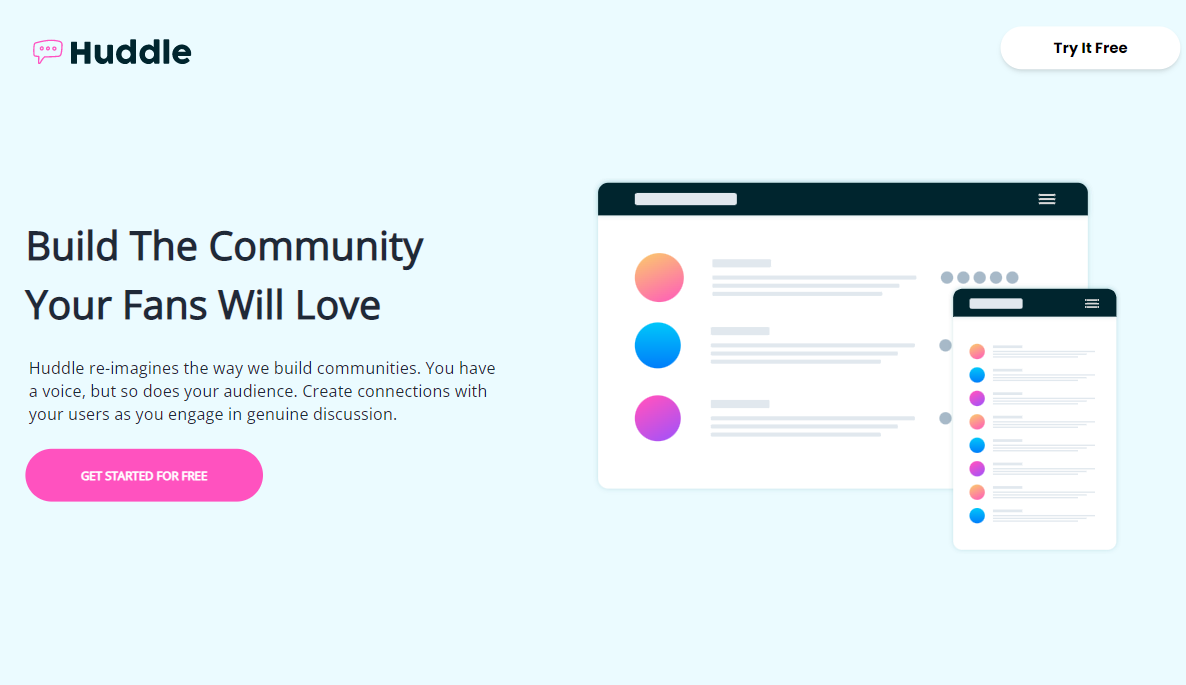 Huddle
Try It Free
Build The Community
Your Fans Will Love
Huddle re-imagines the way we build communities. You have
a voice, but so does your audience. Create connections with
your users as you engage in genuine discussion.
GET STARTED FOR FREE